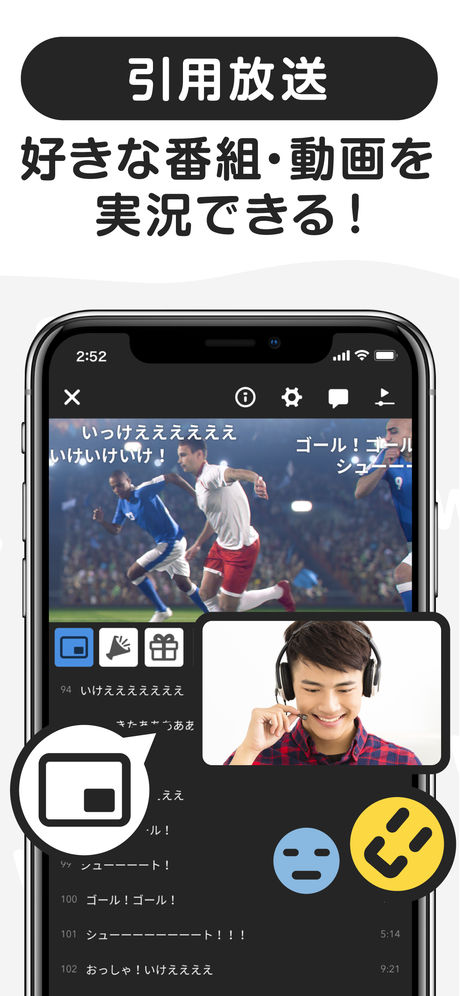 引用放送
好きな番組・動画を
実況できる！
2:52
いっけええええええ
いけいけいけ！
ゴール！ゴール
シューーー
94 いけえええええええ
きたあああああ
ええ
ール！
99 シューーーート！
100 ゴール！ゴール！
101 シューーーーーーーーート！！！ 5:14
102 おっしゃ！いけええええ 9:21